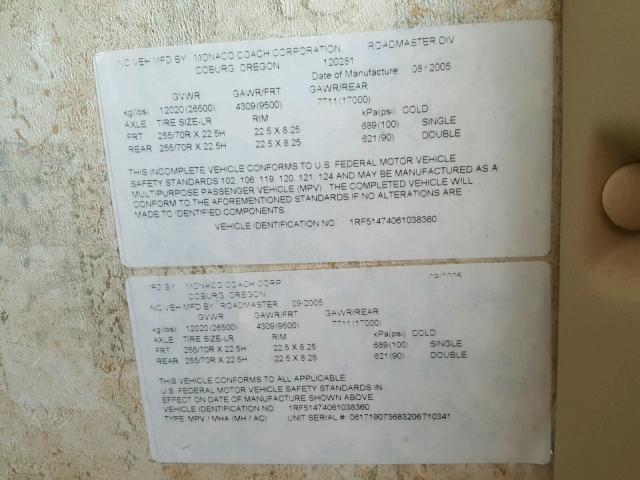 INC VEH MFD BY MONACO COACH CORPORATION, ROADMASTER DIV
COBURG, OREGON 120281
Date of Manufacture 08/2005
GVWR GAWR/FRT GAWR/REAR
kg(lbs) 12020(26500) 4309(9500) 7711(17000)
AXLE TIRE SIZE-LR RIM kPa(psi) COLD
FRT 255/70R X 22.5H 22.5 X 8.25 689(100) SINGLE
REAR 255/70R X 22.5H 22.5 X 8.25 621(90) DOUBLE
THIS INCOMPLETE VEHICLE CONFORMS TO U.S. FEDERAL MOTOR VEHICLE
SAFETY STANDARDS 102, 106, 119, 120, 121, 124 AND MAY BE MANUFACTURED AS A
MULTIPURPOSE PASSENGER VEHICLE (MPV). THE COMPLETED VEHICLE WILL
CONFORM TO THE AFOREMENTIONED STANDARDS IF NO ALTERATIONS ARE
MADE TO IDENTIFIED COMPONENTS.
VEHICLE IDENTIFICATION NO 1RF51474061038360
MFD BY MONACO COACH CORP 09/2005
COBURG, OREGON
INC VEH MFD BY ROADMASTER 09/2005
GVWR GAWR/FRT GAWR/REAR
kg(lbs) 12020(26500) 4309(9500) 7711(17000)
AXLE TIRE SIZE-LR RIM kPa(psi) COLD
FRT 255/70R X 22.5H 22.5 X 8.25 689(100) SINGLE
REAR 255/70R X 22.5H 22.5 X 8.25 621(90) DOUBLE
THIS VEHICLE CONFORMS TO ALL APPLICABLE
U.S. FEDERAL MOTOR VEHICLE SAFETY STANDARDS IN
EFFECT ON DATE OF MANUFACTURE SHOWN ABOVE
VEHICLE IDENTIFICATION NO 1RF51474061038360
TYPE: MPV / MHA (MH / AC) UNIT SERIAL #: 061719073683206710341